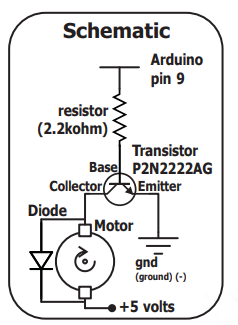 Schematic
Arduino
pin 9
resistor
(2.2kohm)
Transistor
P2N2222AG
Base
Collector
Emitter
Diode
Motor
gnd
(ground) (-)
+5 volts